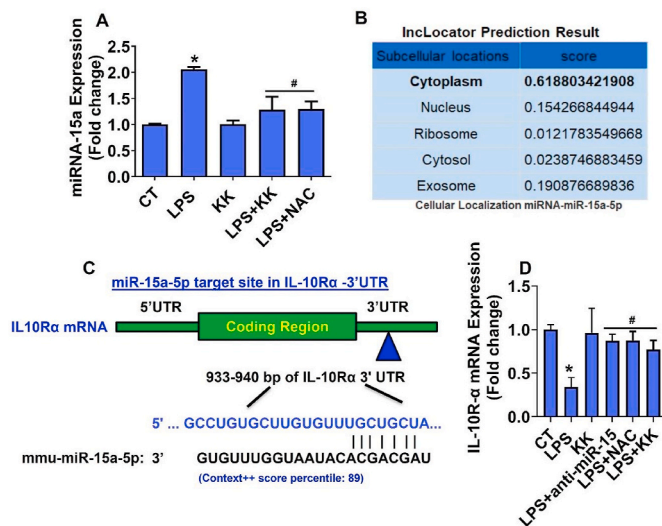 A
miRNA-15a Expression
(Fold change)
2.5
2.0
1.5
1.0
0.5
0.0
*
#
CT
LPS
KK
LPS+KK
LPS+NAC
B
IncLocator Prediction Result
Subcellular locations score
Cytoplasm 0.618803421908
Nucleus 0.154266844944
Ribosome 0.0121783549668
Cytosol 0.0238746883459
Exosome 0.190876689836
Cellular Localization miRNA-miR-15a-5p
C
miR-15a-5p target site in IL-10Rα -3'UTR
5'UTR 3'UTR
IL10Rα mRNA Coding Region
933-940 bp of IL-10Rα 3' UTR
5' ... GCCUGUGCUUGUGUUUGCUGCUA...
mmu-miR-15a-5p: 3' GUGUUUGGUAAUACACGACGAU
(Context++ score percentile: 89)
D
IL-10R-α mRNA Expression
(Fold change)
1.5
1.0
0.5
0.0
*
#
CT
LPS
KK
LPS+anti-miR-15
LPS+NAC
LPS+KK